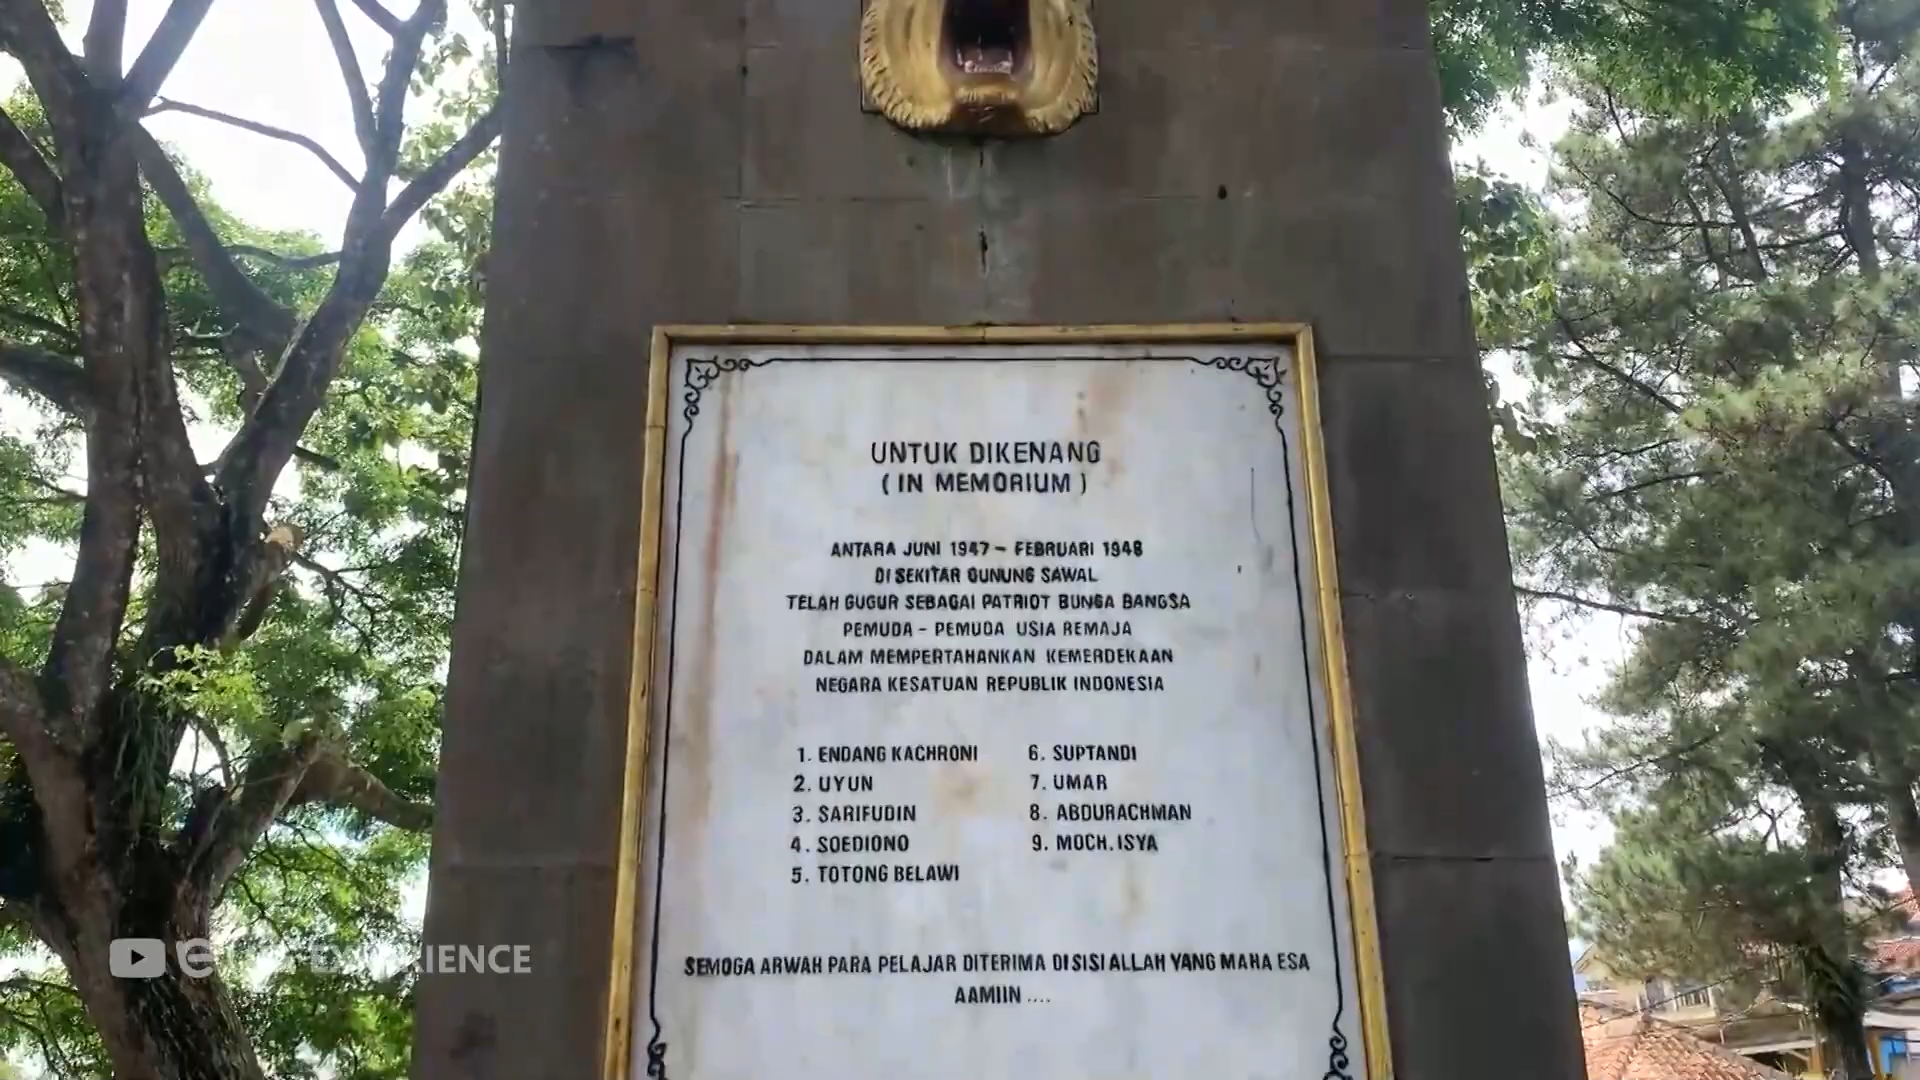 UNTUK DIKENANG
( IN MEMORIUM )
ANTARA JUNI 1947 - FEBRUARI 1948
DI SEKITAR GUNUNG SAWAL
TELAH GUGUR SEBAGAI PATRIOT BUNGA BANGSA
PEMUDA - PEMUDA USIA REMAJA
DALAM MEMPERTAHANKAN KEMERDEKAAN
NEGARA KESATUAN REPUBLIK INDONESIA
1. ENDANG KACHRONI
2. UYUN
3. SARIFUDIN
4. SOEDIONO
5. TOTONG BELAWI
6. SUPTANDI
7. UMAR
8. ABDURACHMAN
9. MOCH. ISYA
SEMOGA ARWAH PARA PELAJAR DITERIMA DI SISI ALLAH YANG MAHA ESA
AAMIIN ....